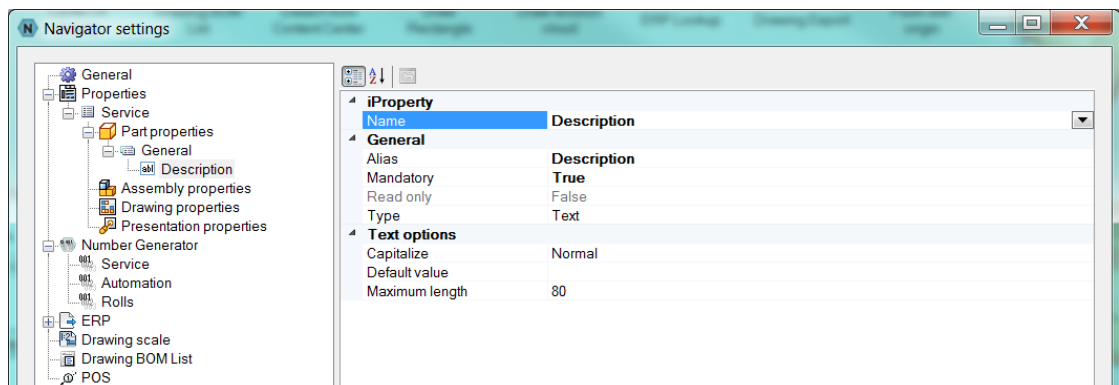 Navigator settings
General
Properties
Service
Part properties
General
Description
Assembly properties
Drawing properties
Presentation properties
Number Generator
Service
Automation
Rolls
ERP
Drawing scale
Drawing BOM List
POS
iProperty
Name Description
General
Alias Description
Mandatory True
Read only False
Type Text
Text options
Capitalize Normal
Default value
Maximum length 80